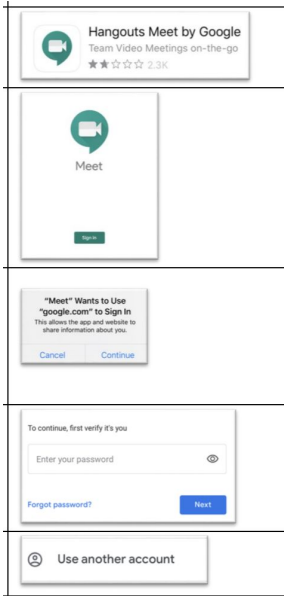 Hangouts Meet by Google
Team Video Meetings on-the-go
2.3K
Meet
Sign in
“Meet” Wants to Use
“google.com” to Sign In
This allows the app and website to
share information about you.
Cancel Continue
To continue, first verify it's you
Enter your password
Forgot password? Next
Use another account